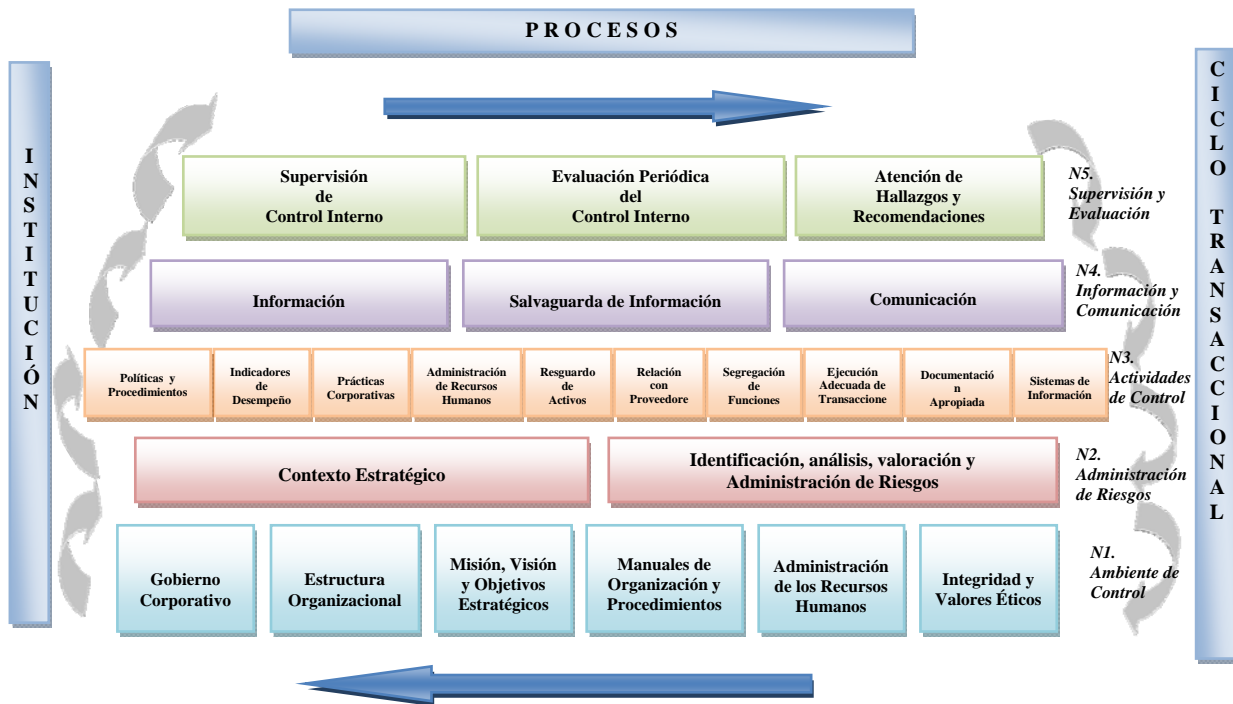 PROCESOS
INSTITUCIÓN
CICLO TRANSACCIONAL
Supervisión
de
Control Interno
Evaluación Periódica
del
Control Interno
Atención de
Hallazgos y
Recomendaciones
N5.
Supervisión y
Evaluación
Información
Salvaguarda de Información
Comunicación
N4.
Información y
Comunicación
Políticas y
Procedimientos
Indicadores
de
Desempeño
Prácticas
Corporativas
Administración
de Recursos
Humanos
Resguardo
de
Activos
Relación
con
Proveedore
Segregación
de
Funciones
Ejecución
Adecuada de
Transaccione
Documentació
n
Apropiada
Sistemas de
Información
N3.
Actividades
de Control
Contexto Estratégico
Identificación, análisis, valoración y
Administración de Riesgos
N2.
Administración
de Riesgos
Gobierno
Corporativo
Estructura
Organizacional
Misión, Visión
y Objetivos
Estratégicos
Manuales de
Organización y
Procedimientos
Administración
de los Recursos
Humanos
Integridad y
Valores Éticos
N1.
Ambiente de
Control